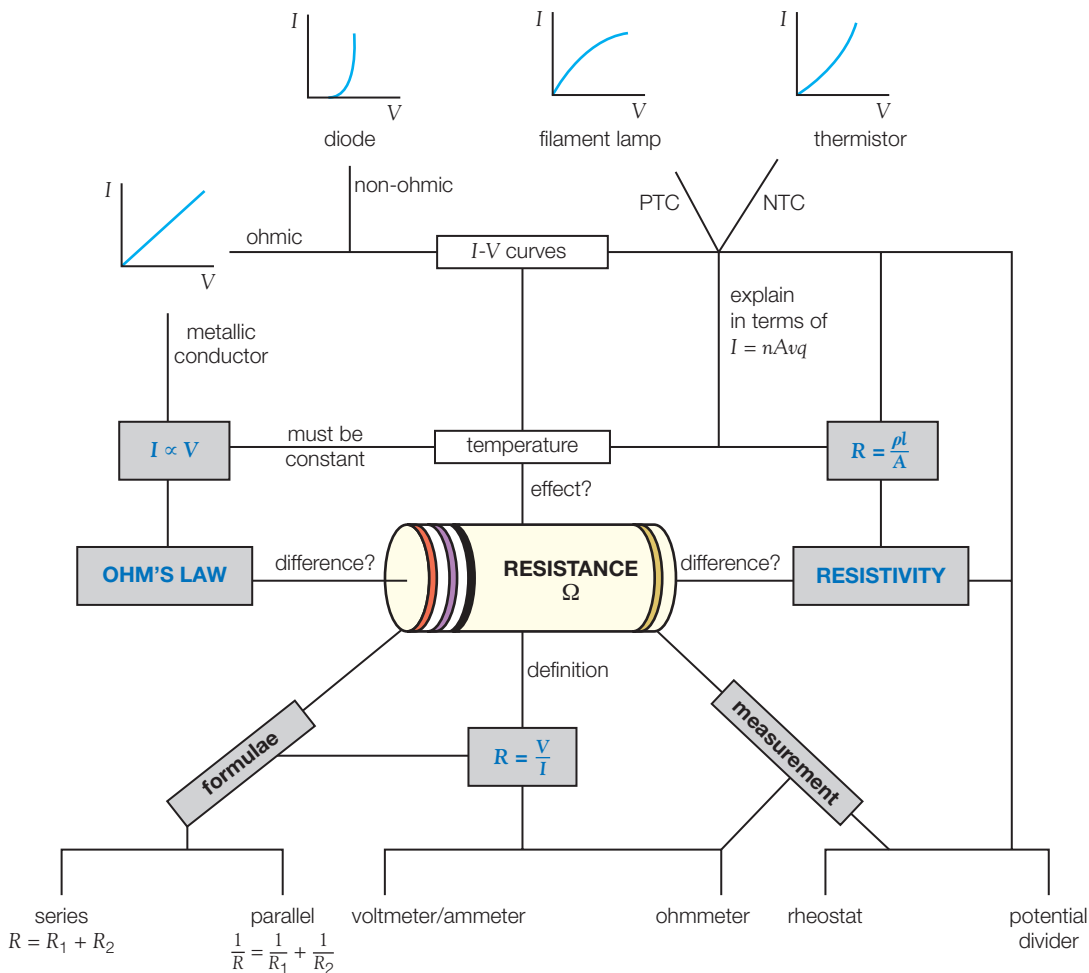 I
V
diode
I
V
filament lamp
I
V
thermistor
I
V
non-ohmic
PTC
NTC
ohmic
I-V curves
explain
in terms of
I = nAvq
metallic
conductor
I ∝ V
must be
constant
temperature
R = ρl/A
effect?
OHM'S LAW
difference?
RESISTANCE
Ω
difference?
RESISTIVITY
definition
formulae
R = V/I
measurement
series
R = R₁ + R₂
parallel
1/R = 1/R₁ + 1/R₂
voltmeter/ammeter
ohmmeter
rheostat
potential
divider